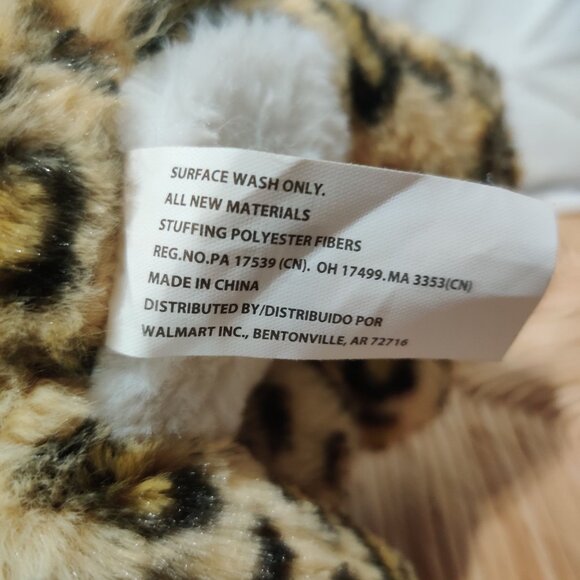 SURFACE WASH ONLY.
ALL NEW MATERIALS
STUFFING POLYESTER FIBERS
REG.NO.PA 17539 (CN). OH 17499.MA 3353(CN)
MADE IN CHINA
DISTRIBUTED BY/DISTRIBUIDO POR
WALMART INC., BENTONVILLE, AR 72716